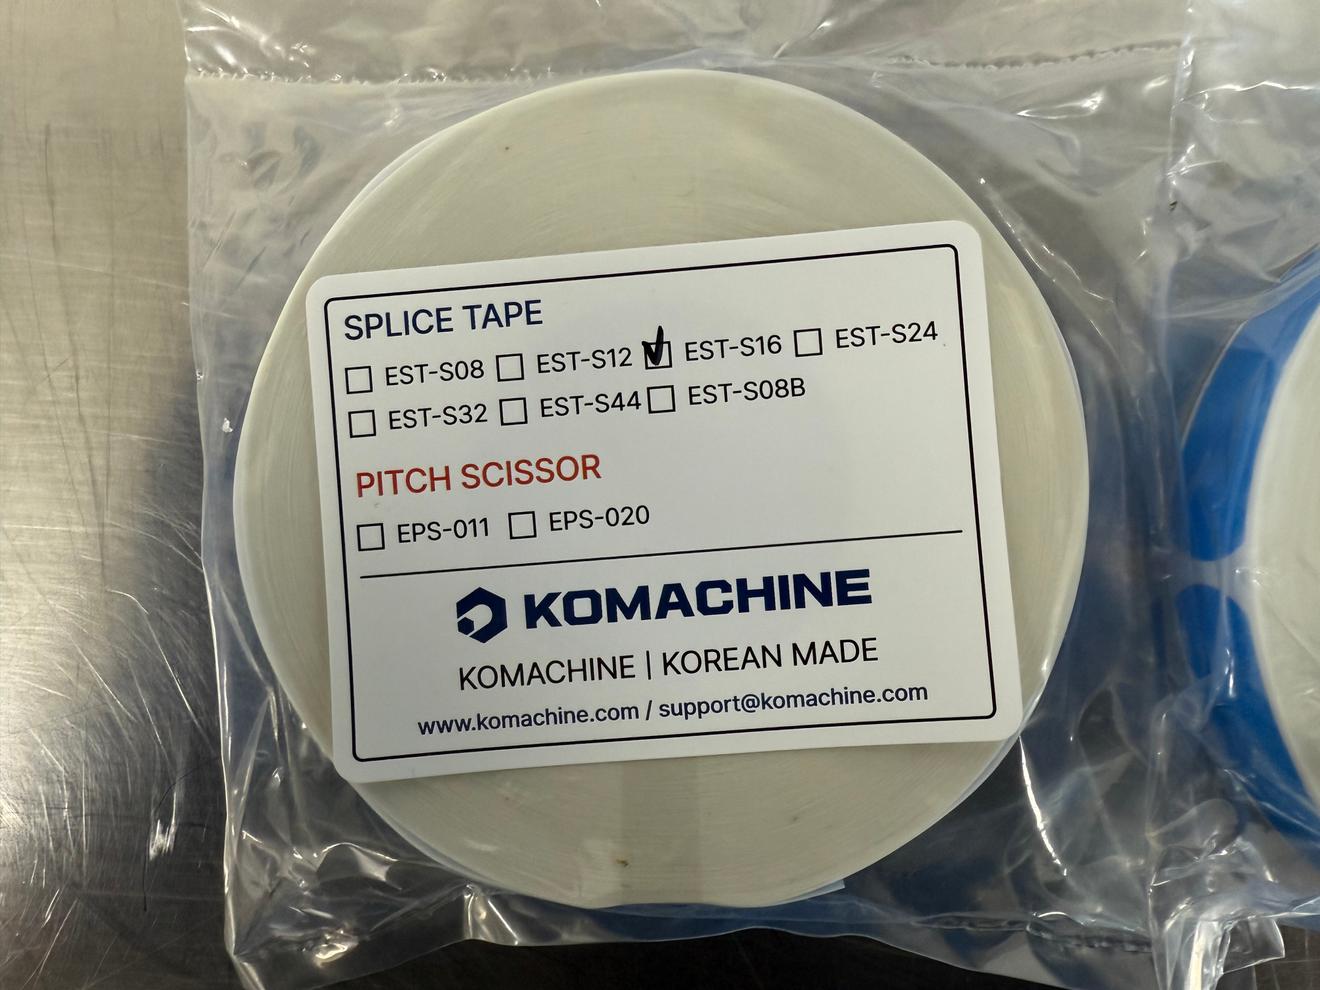 SPLICE TAPE
☐ EST-S08 ☐ EST-S12 ☑ EST-S16 ☐ EST-S24
☐ EST-S32 ☐ EST-S44 ☐ EST-S08B
PITCH SCISSOR
☐ EPS-011 ☐ EPS-020
KOMACHINE
KOMACHINE | KOREAN MADE
www.komachine.com / support@komachine.com